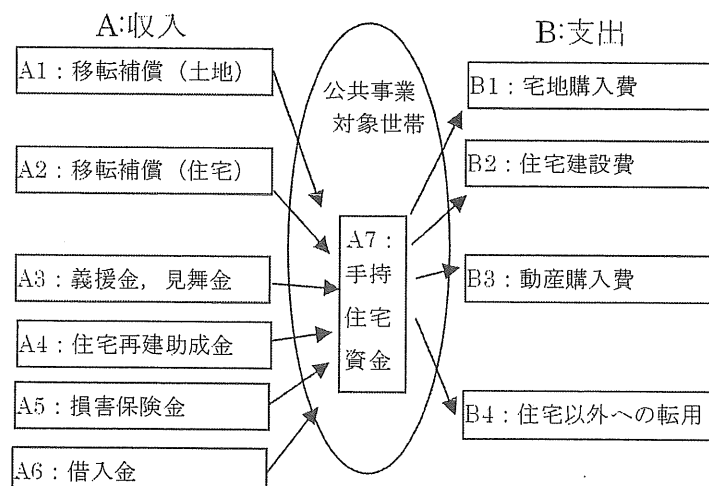 A:収入
A1：移転補償（土地）
A2：移転補償（住宅）
A3：義援金，見舞金
A4：住宅再建助成金
A5：損害保険金
A6：借入金
公共事業
対象世帯
A7：
手持
住宅
資金
B:支出
B1：宅地購入費
B2：住宅建設費
B3：動産購入費
B4：住宅以外への転用